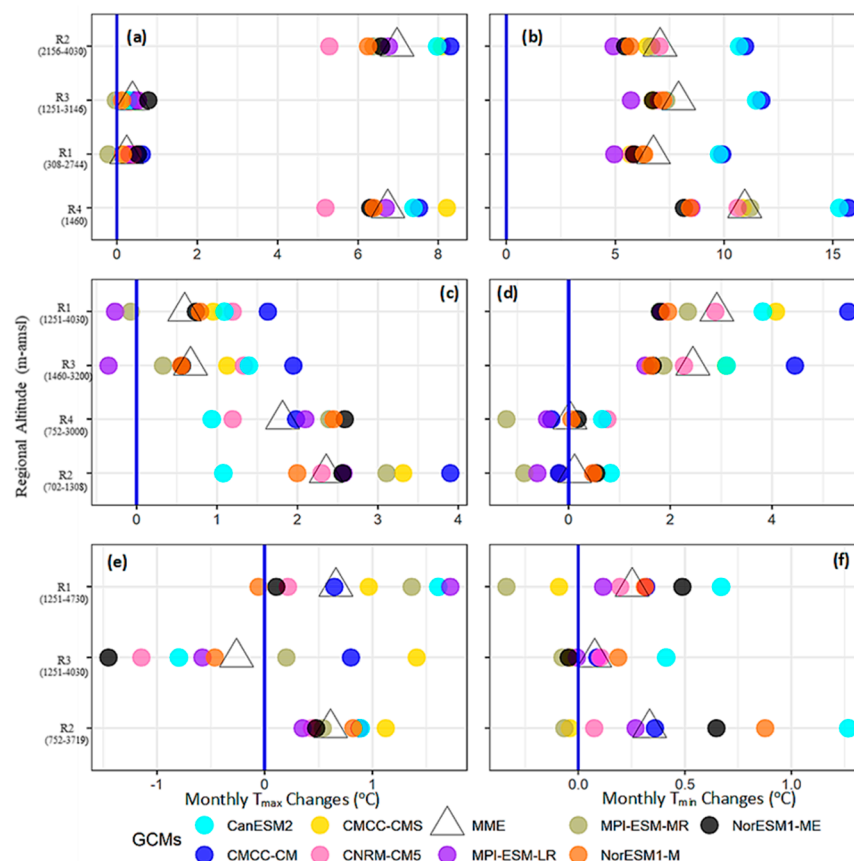 (a)
(b)
R2
(2156-4030)
R3
(1251-3146)
R1
(308-2744)
R4
(1460)
0 2 4 6 8
0 5 10 15
(c)
(d)
R1
(1251-4030)
R3
(1460-3200)
R4
(752-3000)
R2
(702-1308)
0 1 2 3 4
0 2 4
(e)
(f)
R1
(1251-4730)
R3
(1251-4030)
R2
(752-3719)
-1 0 1
0.0 0.5 1.0
Regional Altitude (m-amsl)
Monthly Tmax Changes (°C)
Monthly Tmin Changes (°C)
GCMs
CanESM2 CMCC-CMS MME MPI-ESM-MR NorESM1-ME
CMCC-CM CNRM-CM5 MPI-ESM-LR NorESM1-M